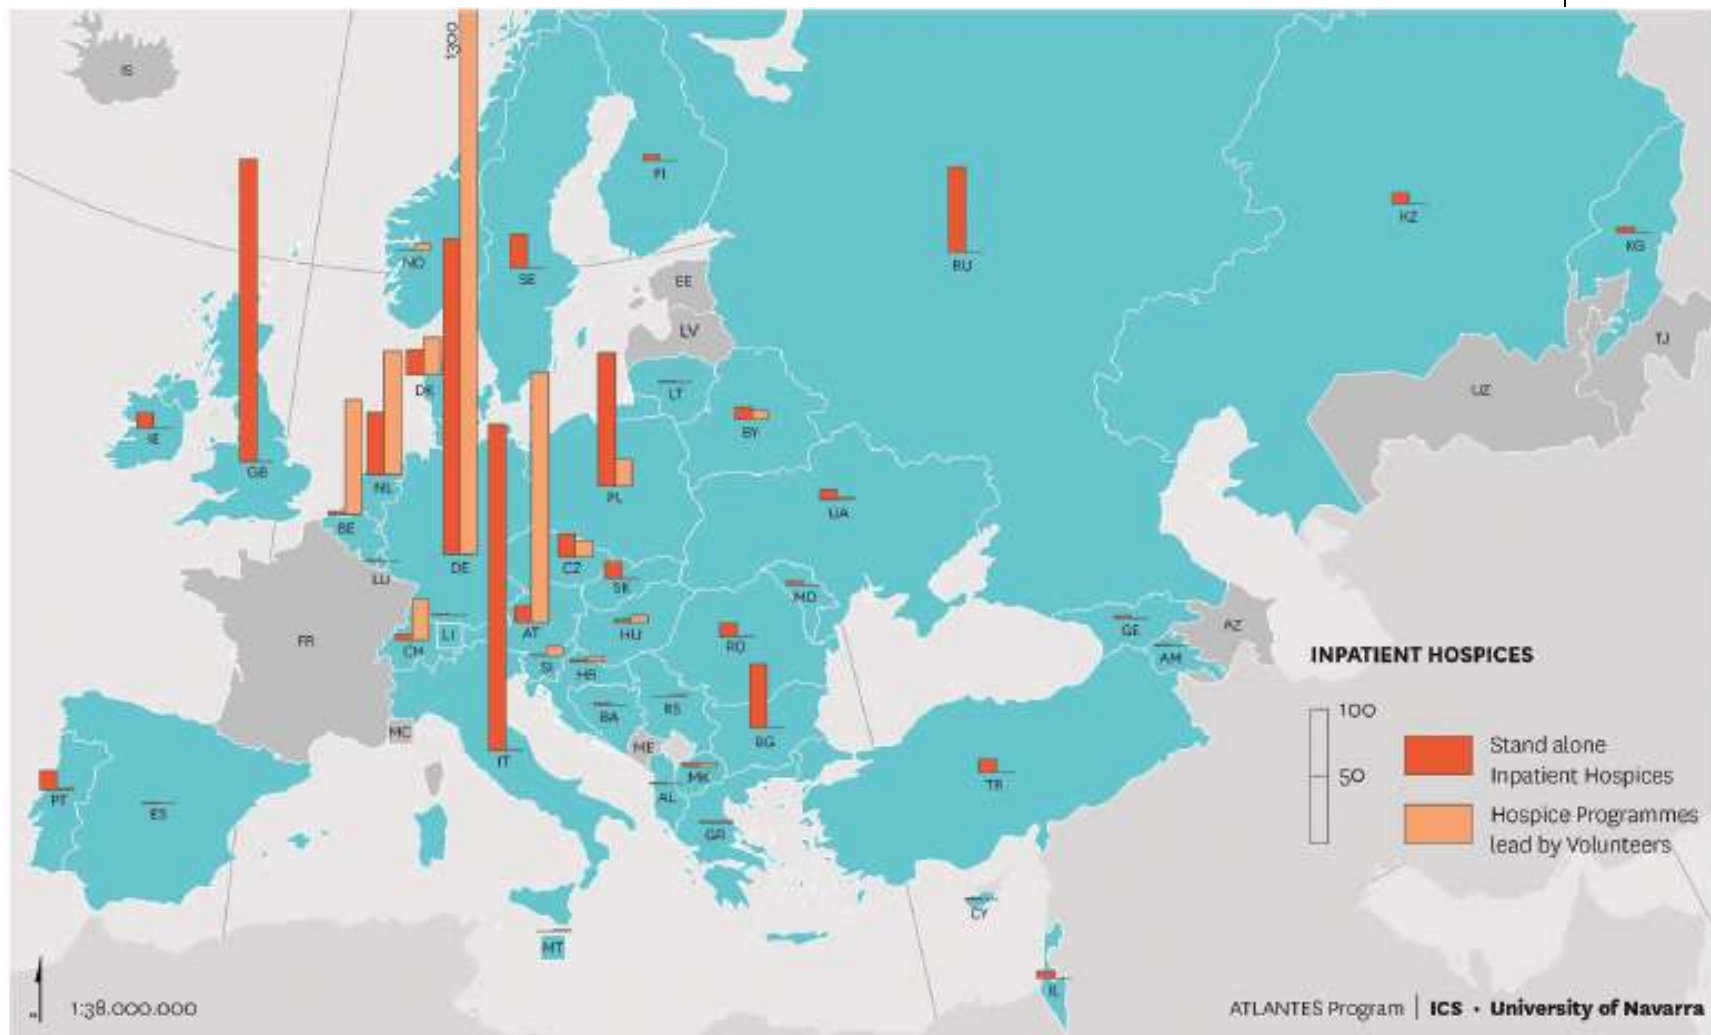 1300
IS
FI
RU
KZ
KG
NO
SE
EE
LV
TJ
UZ
DK
LT
BY
IE
GB
NL
PL
UA
BE
LU
DE
CZ
SK
MD
AT
HU
RO
GE
AZ
AM
FR
CH
LI
SI
HR
BA
RS
BG
MC
ME
IT
MK
AL
GR
TR
PT
ES
CY
MT
IL
INPATIENT HOSPICES
100
50
Stand alone
Inpatient Hospices
Hospice Programmes
lead by Volunteers
1:38.000.000
ATLANTES Program | ICS · University of Navarra